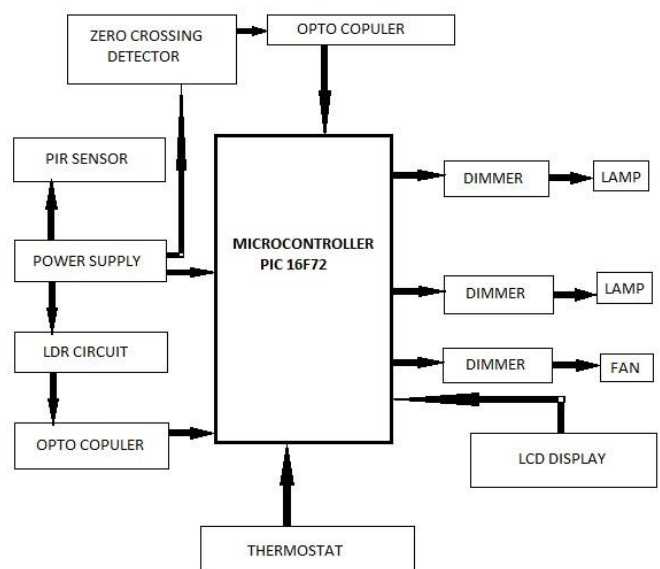 ZERO CROSSING
DETECTOR
OPTO COPULER
PIR SENSOR
DIMMER
LAMP
MICROCONTROLLER
PIC 16F72
POWER SUPPLY
DIMMER
LAMP
LDR CIRCUIT
DIMMER
FAN
OPTO COPULER
LCD DISPLAY
THERMOSTAT